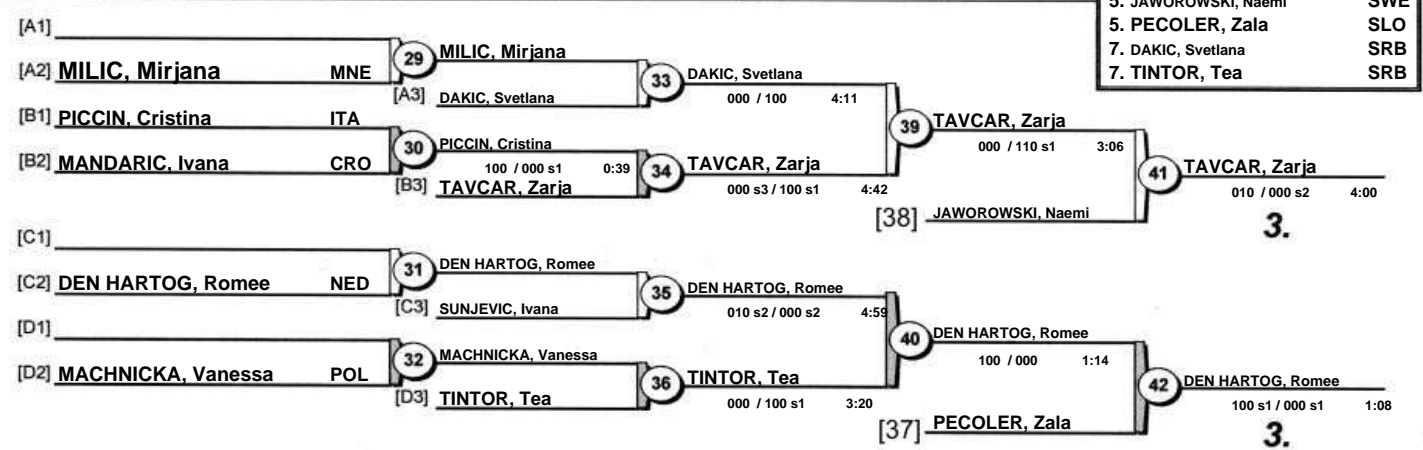 5. JAWOROWSKI, Naemi SWE
5. PECOLER, Zala SLO
7. DAKIC, Svetlana SRB
7. TINTOR, Tea SRB
[A1]
[A2] MILIC, Mirjana MNE
29
MILIC, Mirjana
[A3] DAKIC, Svetlana
33
DAKIC, Svetlana
000 / 100 4:11
[B1] PICCIN, Cristina ITA
[B2] MANDARIC, Ivana CRO
30
PICCIN, Cristina
100 / 000 s1 0:39
[B3] TAVCAR, Zarja
34
TAVCAR, Zarja
000 s3 / 100 s1 4:42
39
TAVCAR, Zarja
000 / 110 s1 3:06
[38] JAWOROWSKI, Naemi
41
TAVCAR, Zarja
010 / 000 s2 4:00
3.
[C1]
[C2] DEN HARTOG, Romee NED
31
DEN HARTOG, Romee
[C3] SUNJEVIC, Ivana
35
DEN HARTOG, Romee
010 s2 / 000 s2 4:59
[D1]
[D2] MACHNICKA, Vanessa POL
32
MACHNICKA, Vanessa
[D3] TINTOR, Tea
36
TINTOR, Tea
000 / 100 s1 3:20
40
DEN HARTOG, Romee
100 / 000 1:14
[37] PECOLER, Zala
42
DEN HARTOG, Romee
100 s1 / 000 s1 1:08
3.